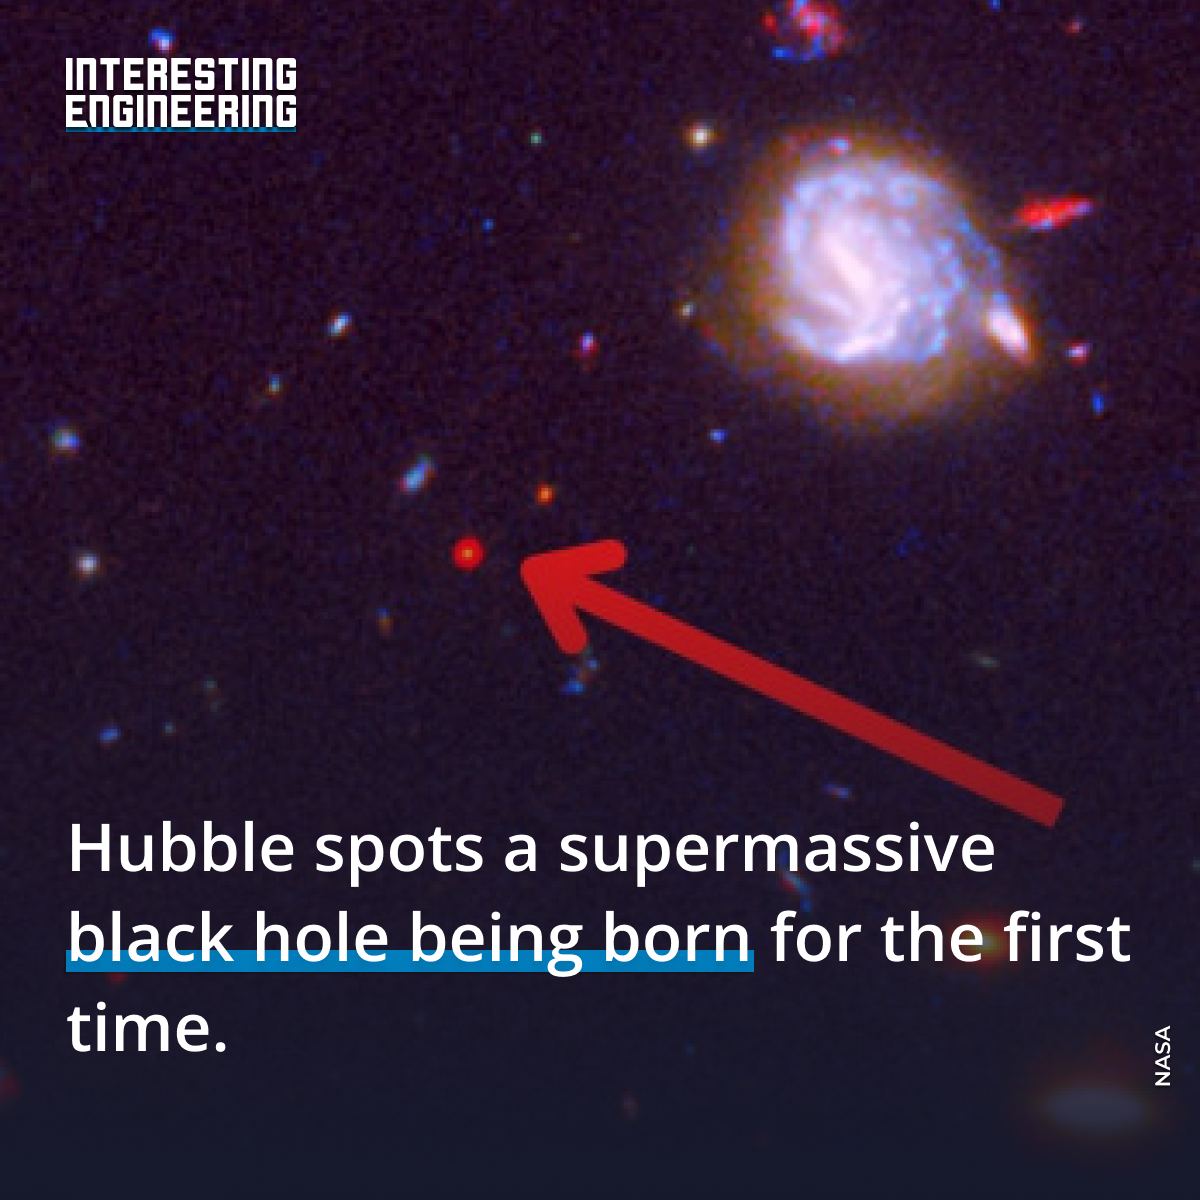 INTERESTING
ENGINEERING
Hubble spots a supermassive
black hole being born for the first
time.
NASA